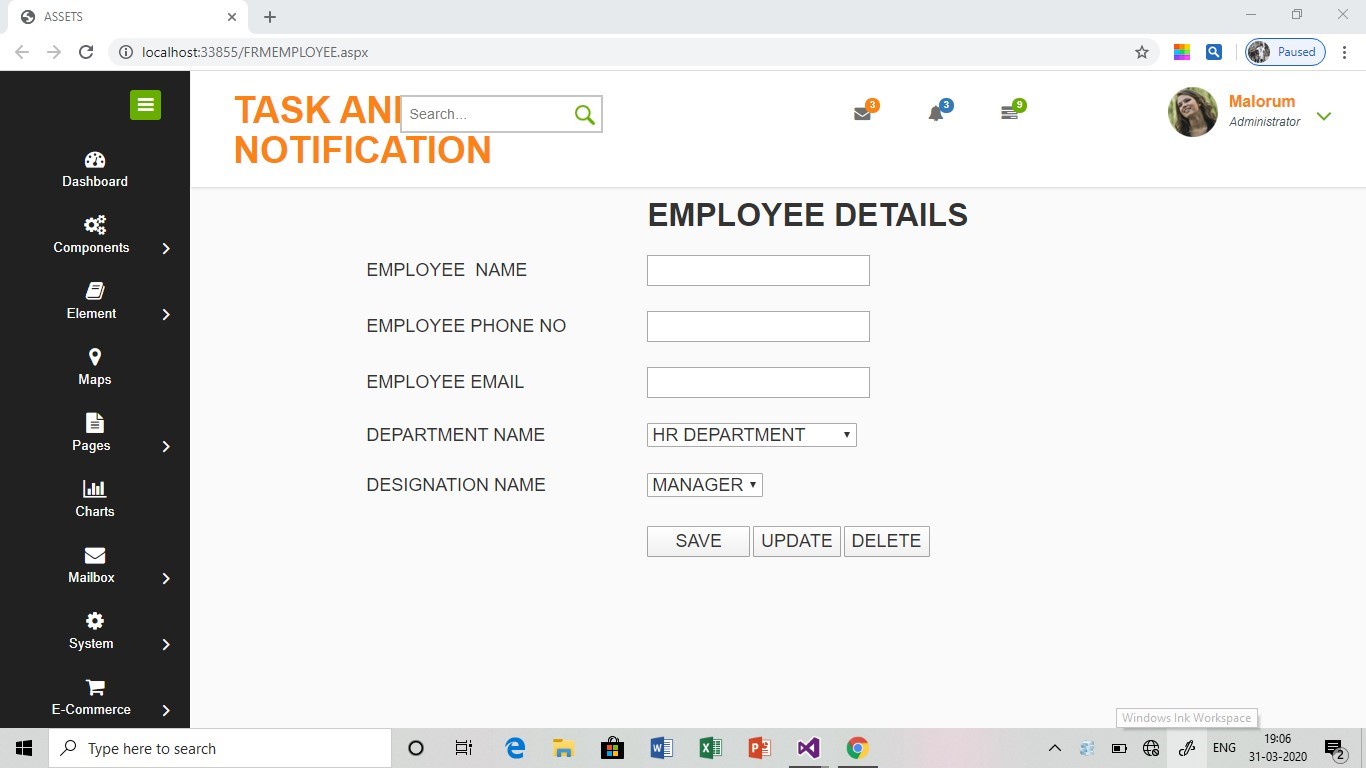 ASSETS
localhost:33855/FRMEMPLOYEE.aspx
Paused
TASK AN
NOTIFICATION
Search...
3
3
9
Malorum
Administrator
Dashboard
Components
Element
Maps
Pages
Charts
Mailbox
System
E-Commerce
EMPLOYEE DETAILS
EMPLOYEE NAME
EMPLOYEE PHONE NO
EMPLOYEE EMAIL
DEPARTMENT NAME HR DEPARTMENT
DESIGNATION NAME MANAGER
SAVE UPDATE DELETE
Windows Ink Workspace
Type here to search
ENG
19:06
31-03-2020
2